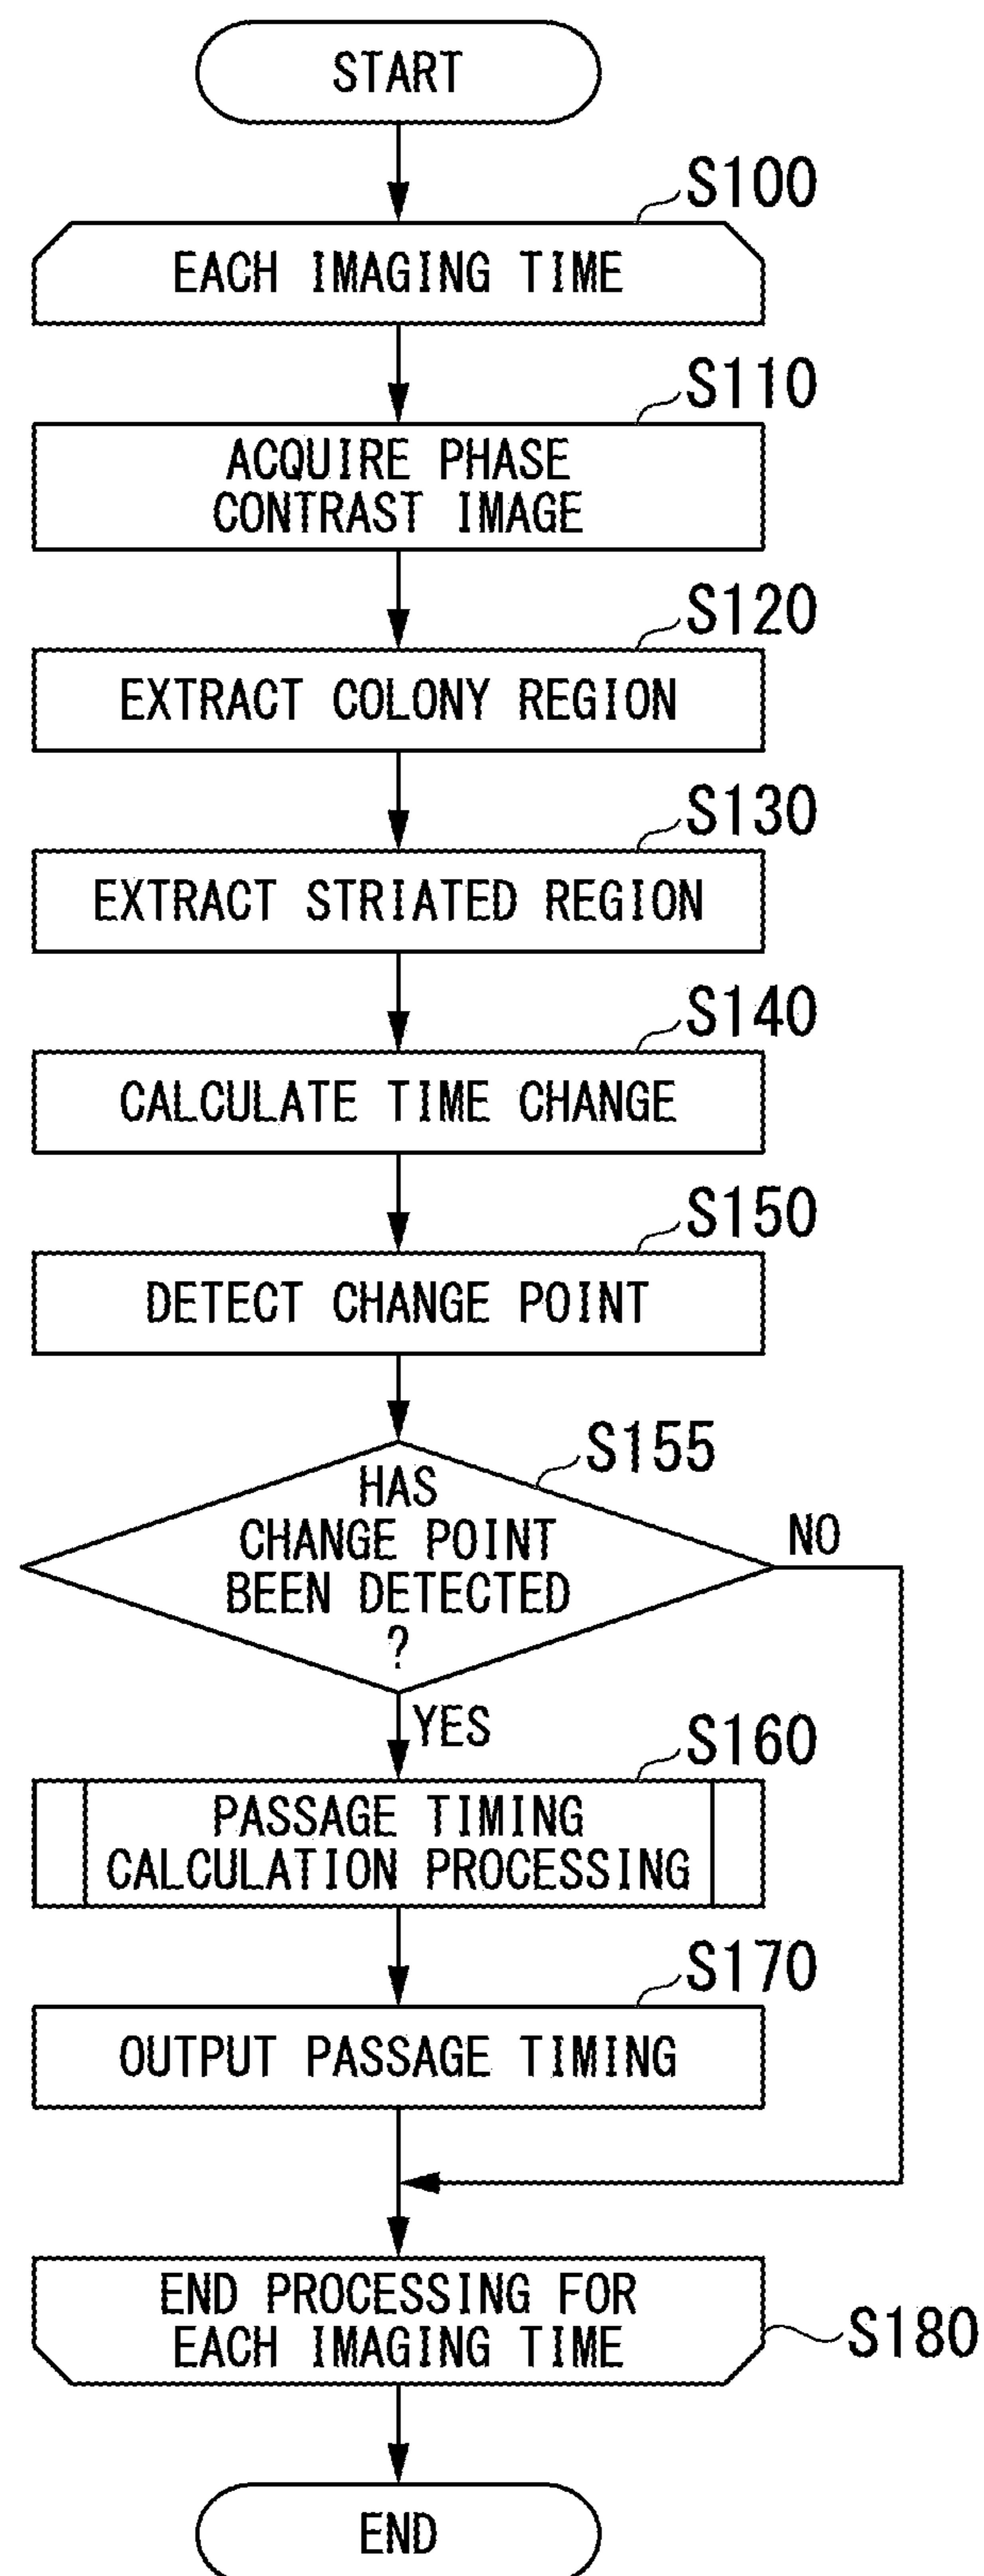 START
S100
EACH IMAGING TIME
S110
ACQUIRE PHASE
CONTRAST IMAGE
S120
EXTRACT COLONY REGION
S130
EXTRACT STRIATED REGION
S140
CALCULATE TIME CHANGE
S150
DETECT CHANGE POINT
S155
HAS
CHANGE POINT
BEEN DETECTED
?
NO
YES
S160
PASSAGE TIMING
CALCULATION PROCESSING
S170
OUTPUT PASSAGE TIMING
END PROCESSING FOR
EACH IMAGING TIME
S180
END